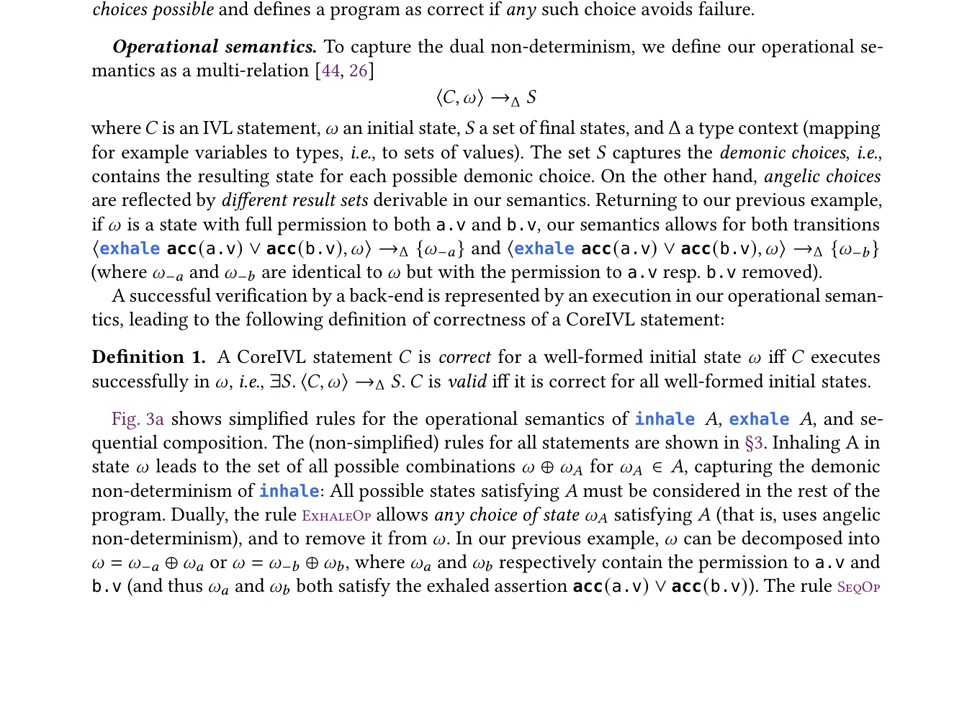 choices possible and defines a program as correct if any such choice avoids failure.
Operational semantics. To capture the dual non-determinism, we define our operational se-
mantics as a multi-relation [44, 26]
⟨C, ω⟩ →Δ S
where C is an IVL statement, ω an initial state, S a set of final states, and Δ a type context (mapping
for example variables to types, i.e., to sets of values). The set S captures the demonic choices, i.e.,
contains the resulting state for each possible demonic choice. On the other hand, angelic choices
are reflected by different result sets derivable in our semantics. Returning to our previous example,
if ω is a state with full permission to both a.v and b.v, our semantics allows for both transitions
⟨exhale acc(a.v) ∨ acc(b.v), ω⟩ →Δ {ω−a} and ⟨exhale acc(a.v) ∨ acc(b.v), ω⟩ →Δ {ω−b}
(where ω−a and ω−b are identical to ω but with the permission to a.v resp. b.v removed).
A successful verification by a back-end is represented by an execution in our operational seman-
tics, leading to the following definition of correctness of a CoreIVL statement:
Definition 1. A CoreIVL statement C is correct for a well-formed initial state ω iff C executes
successfully in ω, i.e., ∃S. ⟨C, ω⟩ →Δ S. C is valid iff it is correct for all well-formed initial states.
Fig. 3a shows simplified rules for the operational semantics of inhale A, exhale A, and se-
quential composition. The (non-simplified) rules for all statements are shown in §3. Inhaling A in
state ω leads to the set of all possible combinations ω ⊕ ωA for ωA ∈ A, capturing the demonic
non-determinism of inhale: All possible states satisfying A must be considered in the rest of the
program. Dually, the rule ExhaleOp allows any choice of state ωA satisfying A (that is, uses angelic
non-determinism), and to remove it from ω. In our previous example, ω can be decomposed into
ω = ω−a ⊕ ωa or ω = ω−b ⊕ ωb, where ωa and ωb respectively contain the permission to a.v and
b.v (and thus ωa and ωb both satisfy the exhaled assertion acc(a.v) ∨ acc(b.v)). The rule SeqOp